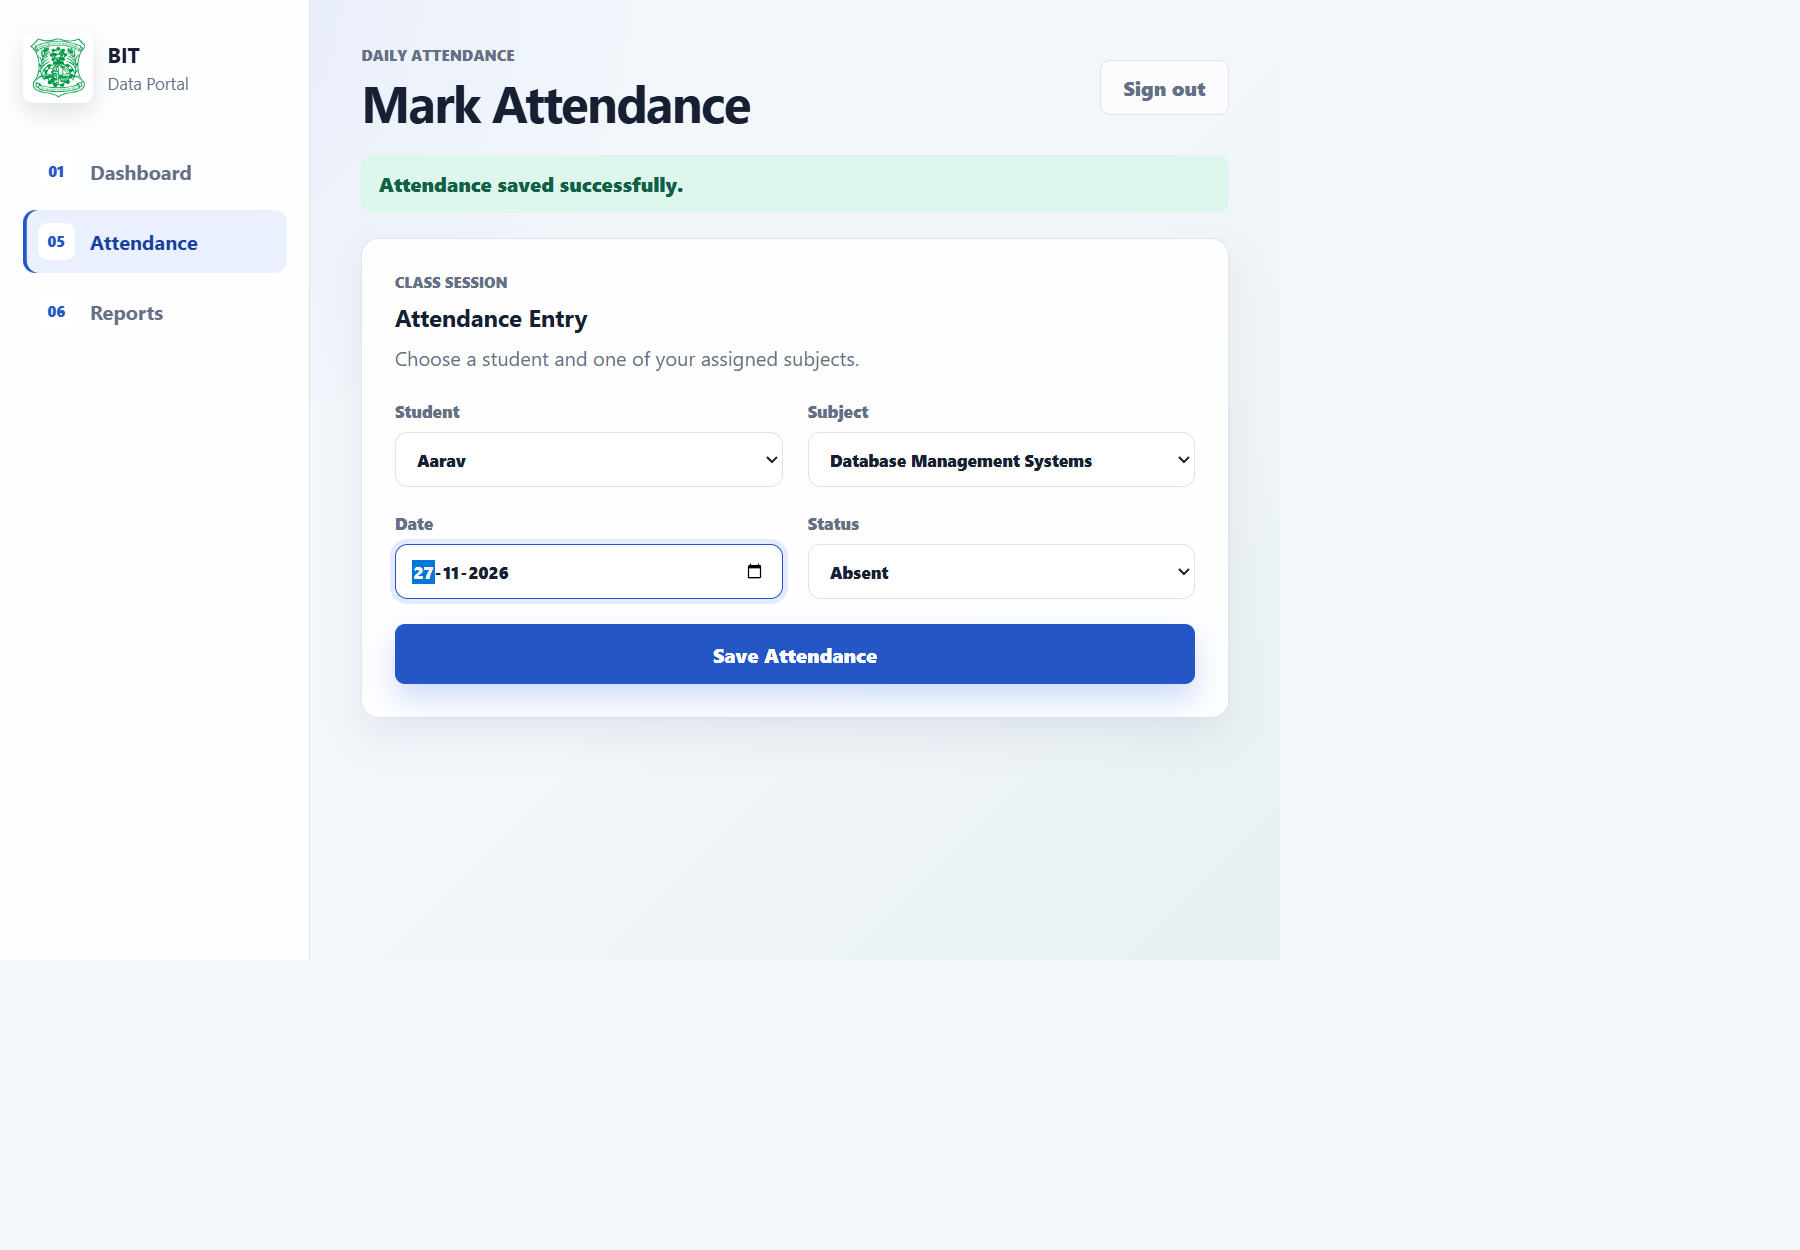 BIT
Data Portal
01 Dashboard
05 Attendance
06 Reports
DAILY ATTENDANCE
Mark Attendance
Sign out
Attendance saved successfully.
CLASS SESSION
Attendance Entry
Choose a student and one of your assigned subjects.
Student
Aarav
Subject
Database Management Systems
Date
27-11-2026
Status
Absent
Save Attendance